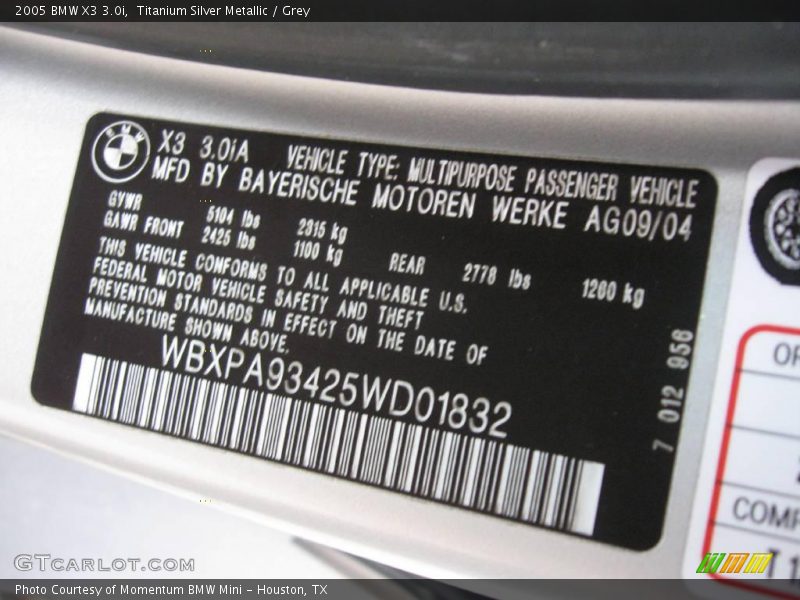 2005 BMW X3 3.0i, Titanium Silver Metallic / Grey
BMW
X3 3.0iA VEHICLE TYPE: MULTIPURPOSE PASSENGER VEHICLE
MFD BY BAYERISCHE MOTOREN WERKE AG09/04
GVWR 5104 lbs 2315 kg
GAWR FRONT 2425 lbs 1100 kg REAR 2778 lbs 1260 kg
THIS VEHICLE CONFORMS TO ALL APPLICABLE U.S.
FEDERAL MOTOR VEHICLE SAFETY AND THEFT
PREVENTION STANDARDS IN EFFECT ON THE DATE OF
MANUFACTURE SHOWN ABOVE.
WBXPA93425WD01832
7 012 956
COMP
T 1
GTCARLOT.COM
Photo Courtesy of Momentum BMW Mini - Houston, TX